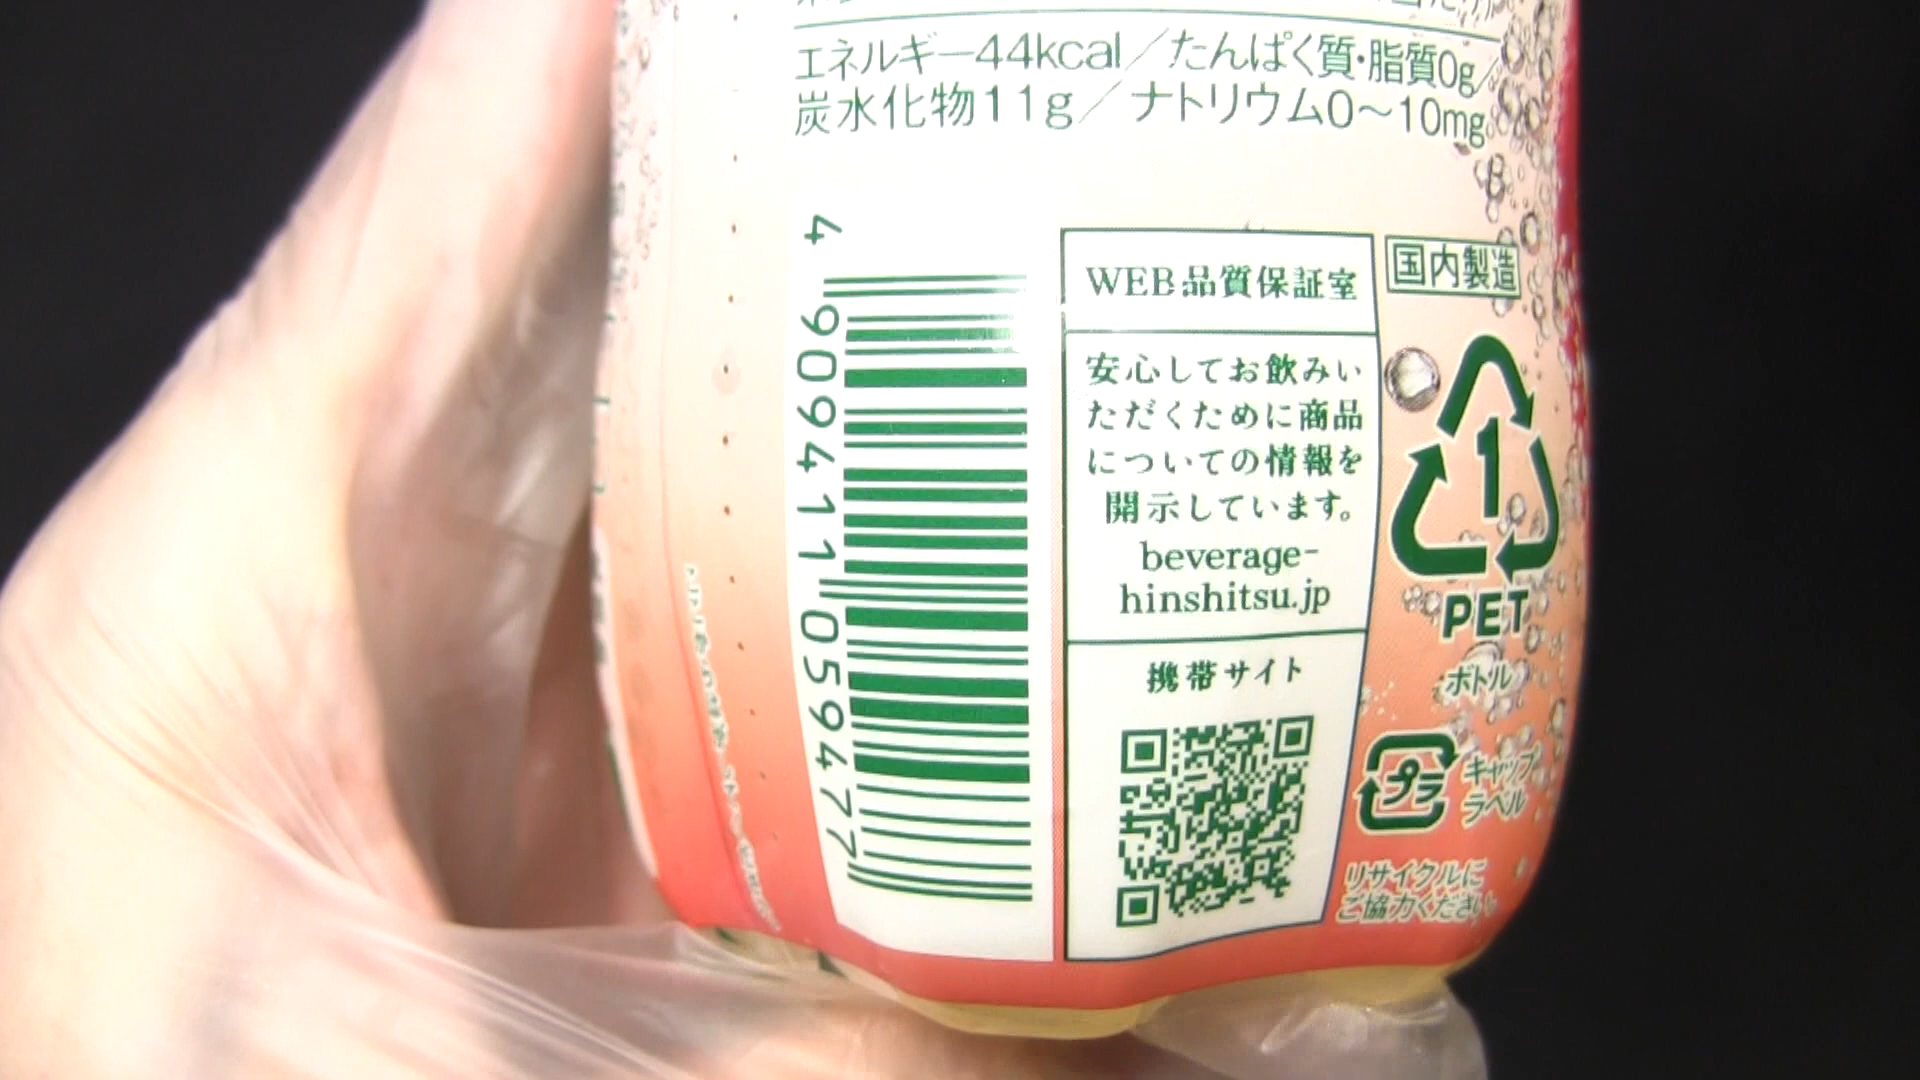 エネルギー44kcal／たんぱく質・脂質0g／
炭水化物11g／ナトリウム0～10mg
4 909411 059477
WEB品質保証室
安心してお飲みい
ただくために商品
についての情報を
開示しています。
beverage-
hinshitsu.jp
携帯サイト
国内製造
1
PET
ボトル
プラ
キャップ
ラベル
リサイクルに
ご協力ください